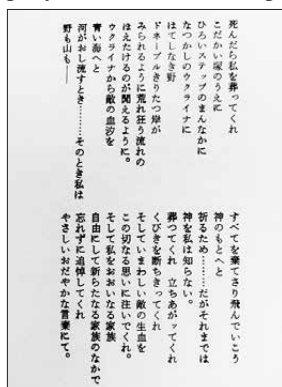 死んだら私を葬ってくれ
こだかい塚のうえに
ひろいステップのまんなかに
なつかしのウクライナに
はてしなき野
ドネープルきりたつ岸が
みられるように荒れ狂う流れの
ほえたけるのが聞えるように。
ウクライナから敵の血汐を
青い海へと
河がおし流すとき………そのとき私は
野も山も——
すべてを棄てさり飛んでいこう
神のもとへと
祈るため………だがそれまでは
神を私は知らない。
葬ってくれ 立ちあがッてくれ
くびきを断ちきってくれ
そしていまわしい敵の生血を
この切なる思いに注いでくれ。
そして私をおおいなる家族
自由にして新らたなる家族のなかで
忘れずに追悼してくれ
やさしいおだやかな言葉にて。